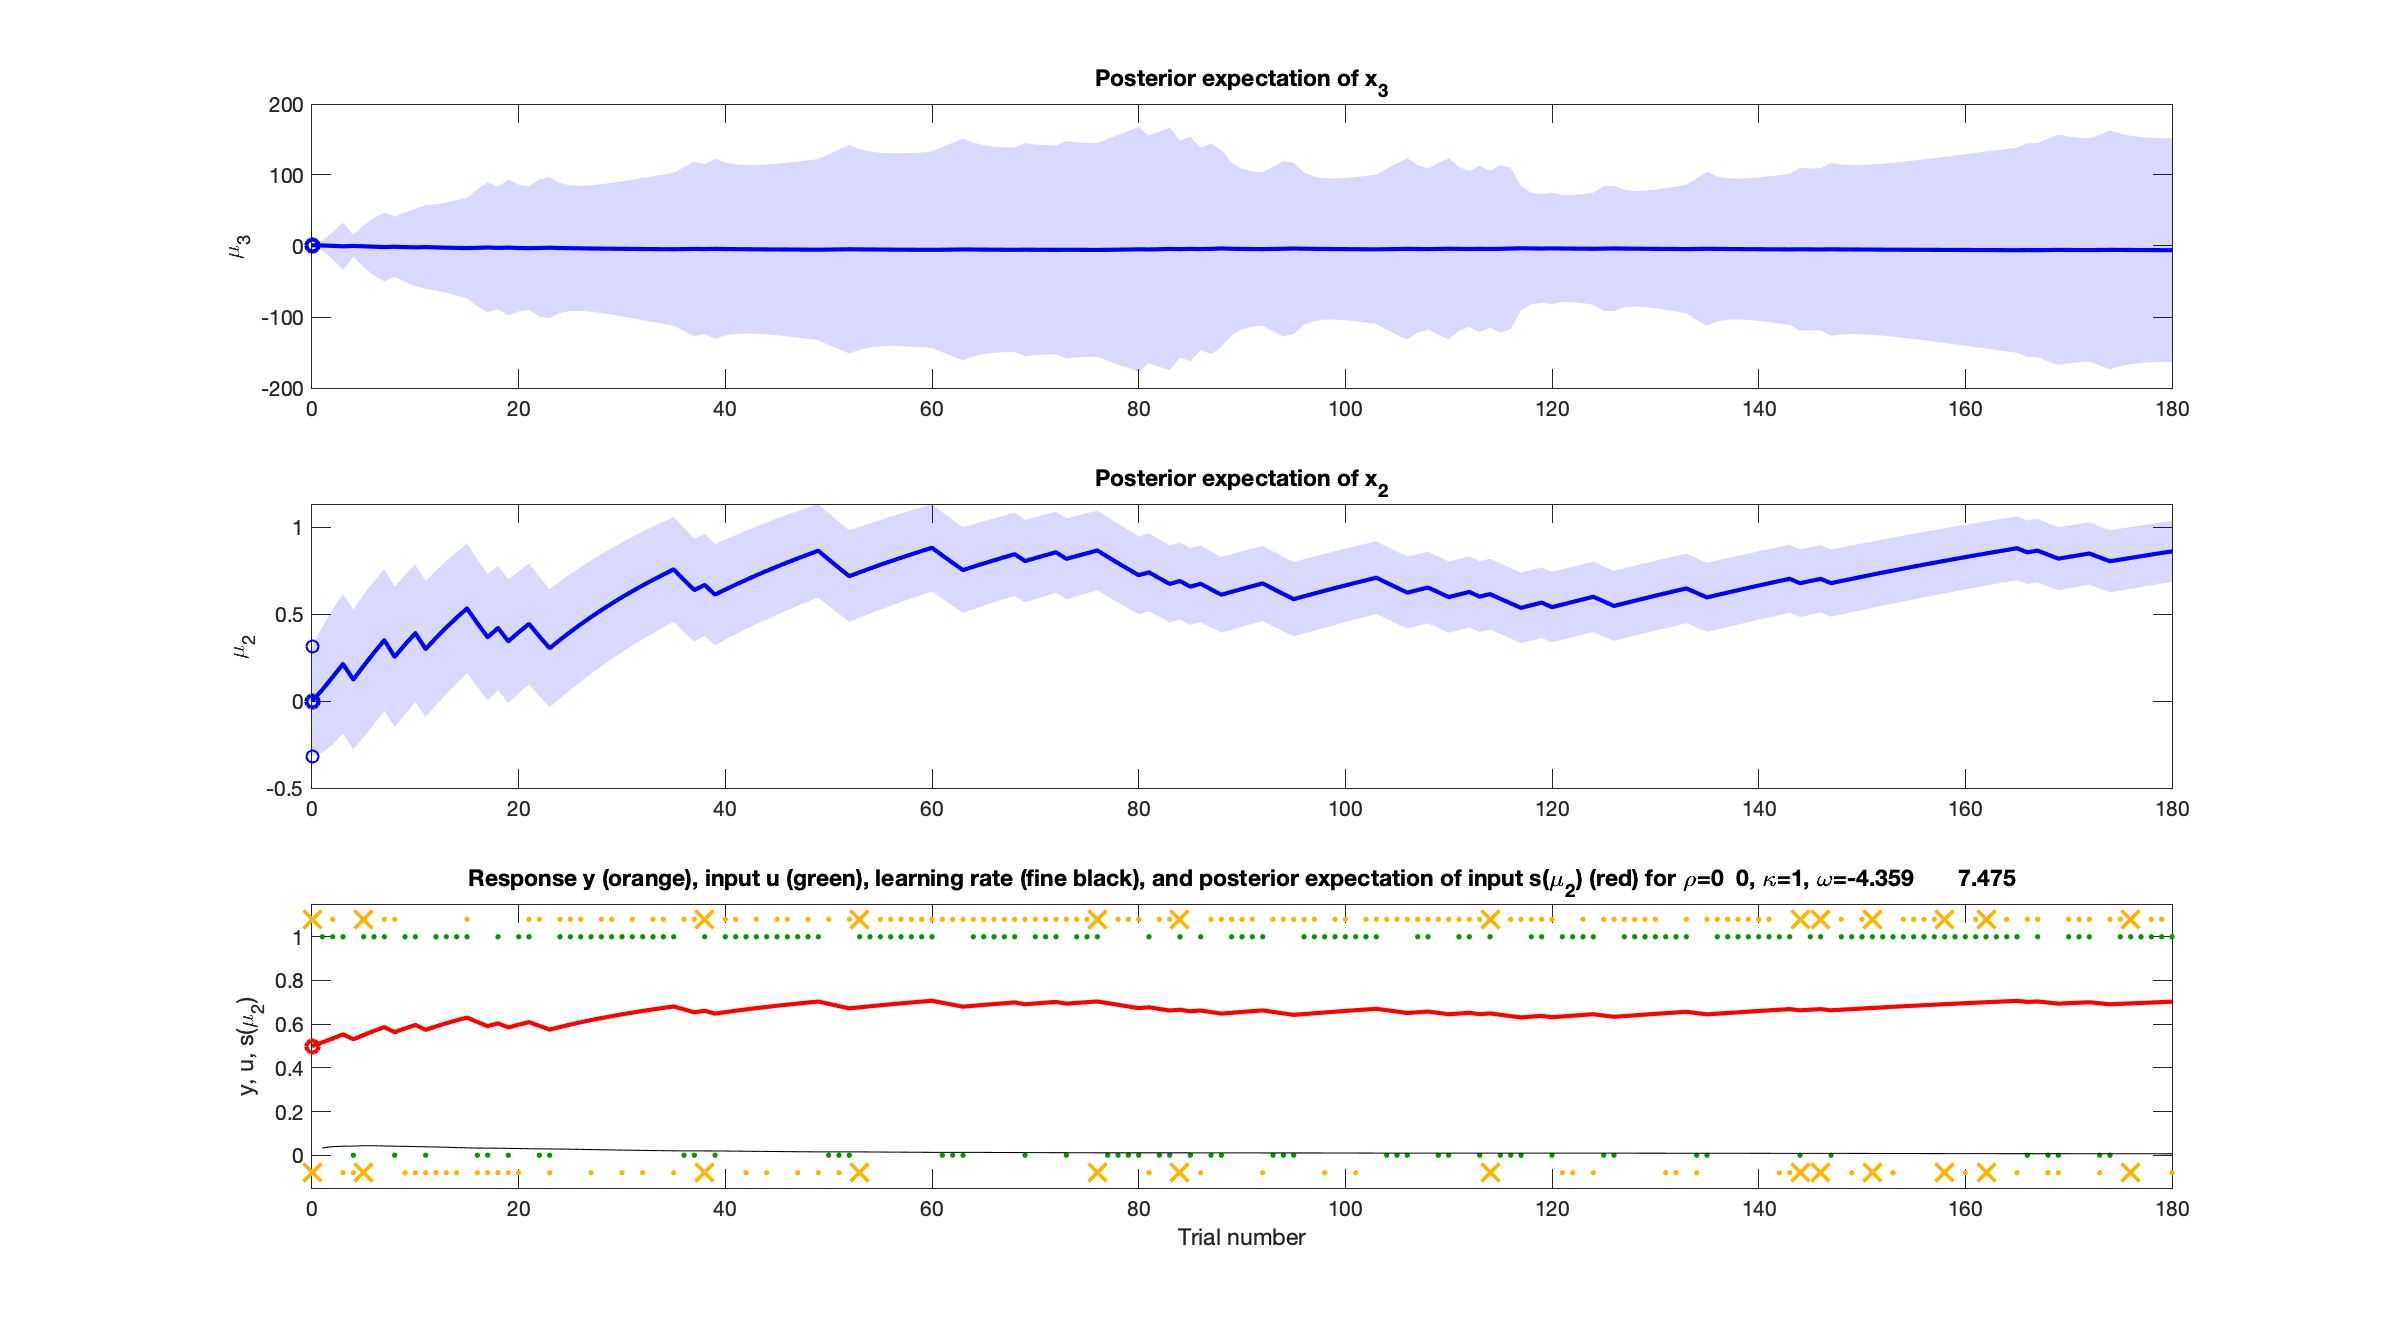 Posterior expectation of x3
200
100
0
-100
-200
μ3
0 20 40 60 80 100 120 140 160 180
Posterior expectation of x2
1
0.5
0
-0.5
μ2
0 20 40 60 80 100 120 140 160 180
Response y (orange), input u (green), learning rate (fine black), and posterior expectation of input s(μ2) (red) for ρ=0 0, κ=1, ω=-4.359 7.475
1
0.8
0.6
0.4
0.2
0
y, u, s(μ2)
0 20 40 60 80 100 120 140 160 180
Trial number